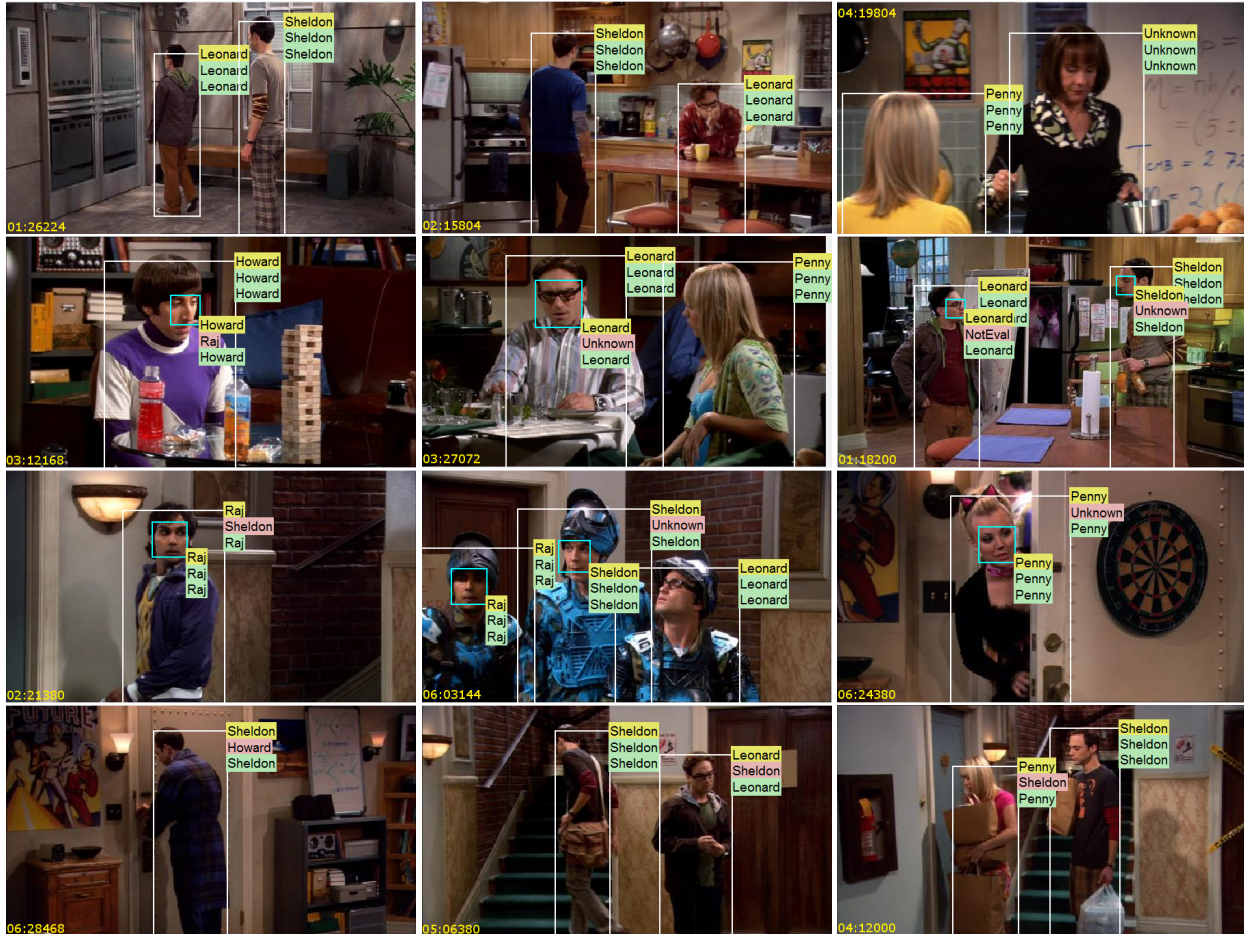 Sheldon
Sheldon
Sheldon
Leonard
Leonard
Leonard
01:26224
Sheldon
Sheldon
Sheldon
Leonard
Leonard
Leonard
02:15804
04:19804
Unknown
Unknown
Unknown
Penny
Penny
Penny
Howard
Howard
Howard
Howard
Raj
Howard
03:12168
Leonard
Leonard
Leonard
Penny
Penny
Penny
Leonard
Unknown
Leonard
03:27072
Sheldon
Sheldon
Sheldon
Leonard
Leonard
Leonard
NotEval
Leonard
Sheldon
Unknown
Sheldon
01:18200
Raj
Sheldon
Raj
Raj
Raj
Raj
02:21380
Sheldon
Unknown
Sheldon
Raj
Raj
Raj
Sheldon
Sheldon
Sheldon
Leonard
Leonard
Leonard
Raj
Raj
Raj
06:03144
Penny
Unknown
Penny
Penny
Penny
Penny
06:24380
FUTURE
Sheldon
Howard
Sheldon
06:28468
Sheldon
Sheldon
Sheldon
Leonard
Sheldon
Leonard
05:06380
Sheldon
Sheldon
Sheldon
Penny
Sheldon
Penny
04:12000